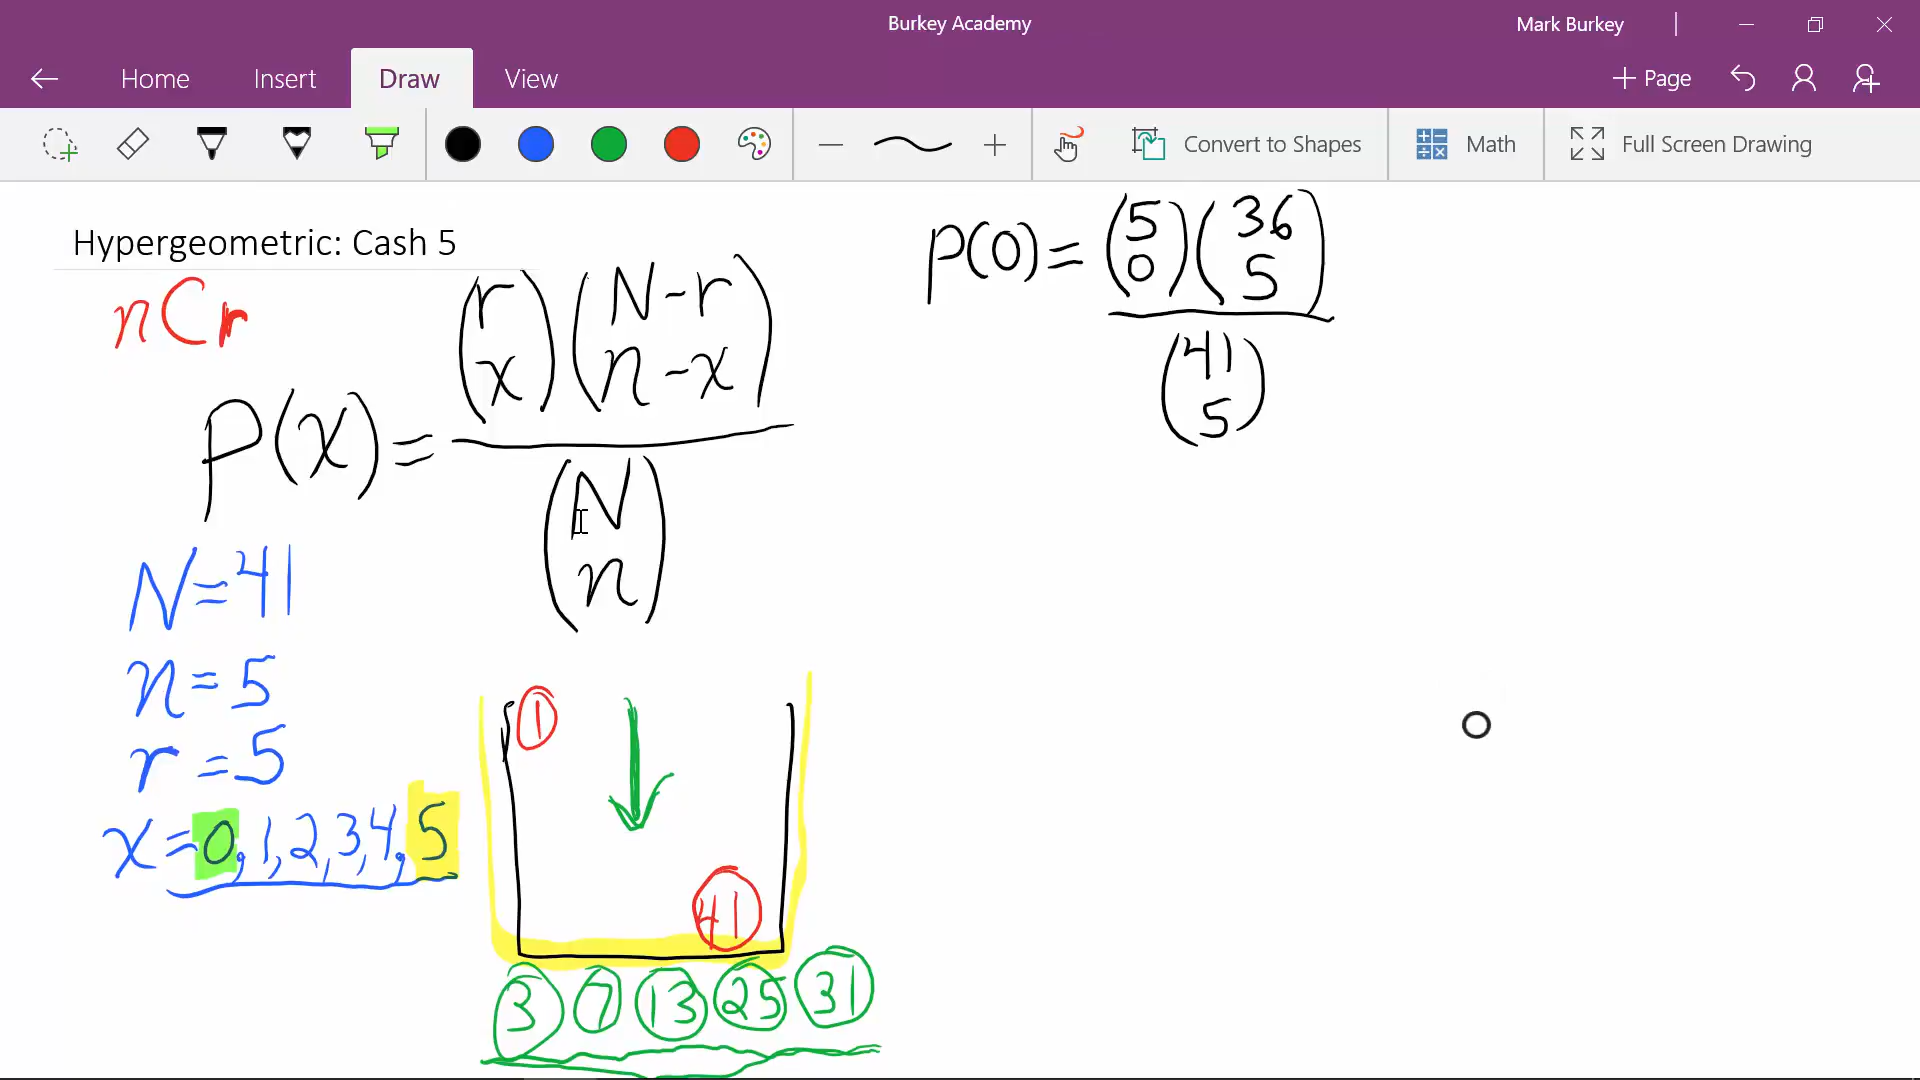 Burkey Academy
Mark Burkey
Home Insert Draw View
+ Page
Convert to Shapes
Math
Full Screen Drawing
Hypergeometric: Cash 5
nCr
P(x) = (r x)(N-r n-x)
(N n)
N=41
n=5
r=5
x=0,1,2,3,4,5
1
41
3 7 13 25 31
P(0) = (5 0)(36 5)
(41 5)